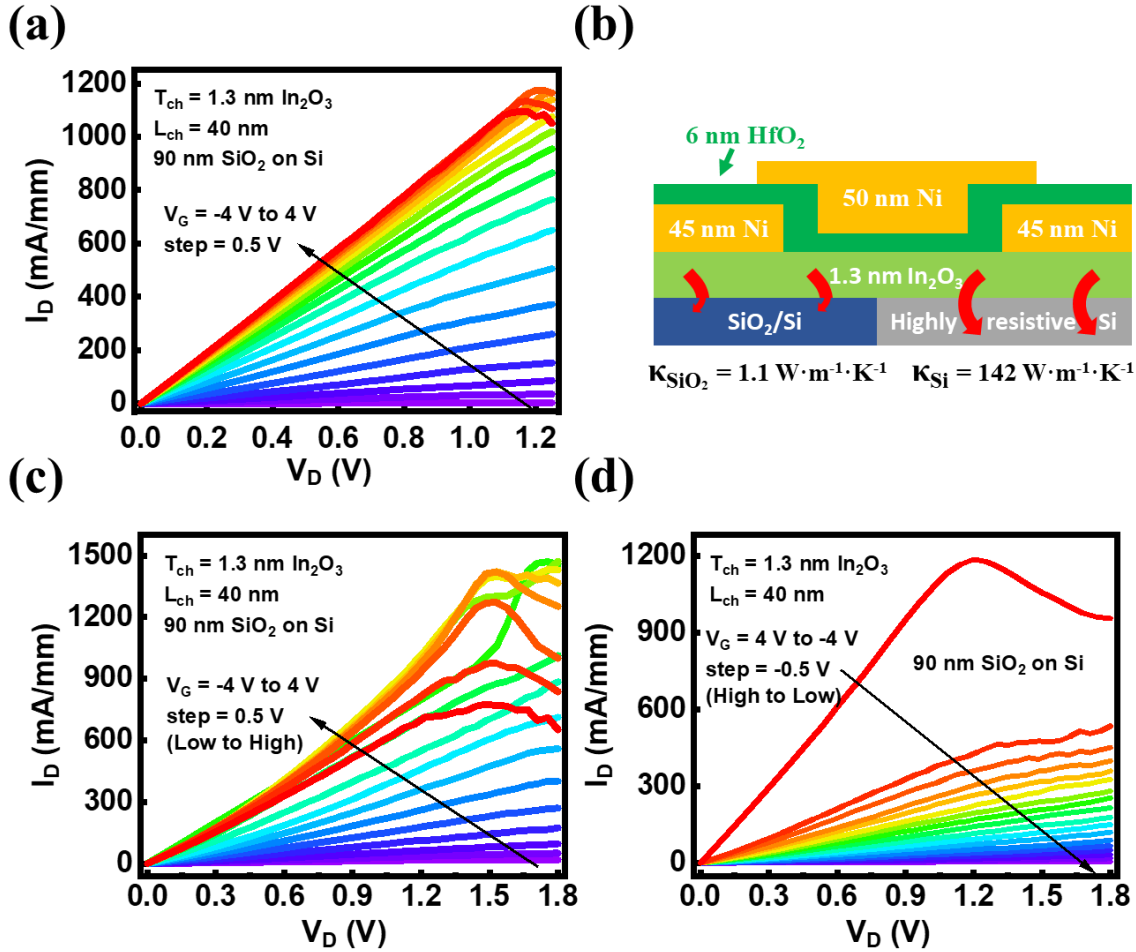 (a)
1200
1000
800
600
400
200
0
I_D (mA/mm)
T_ch = 1.3 nm In₂O₃
L_ch = 40 nm
90 nm SiO₂ on Si
V_G = -4 V to 4 V
step = 0.5 V
0.0 0.2 0.4 0.6 0.8 1.0 1.2
V_D (V)
(b)
6 nm HfO₂
50 nm Ni
45 nm Ni
45 nm Ni
1.3 nm In₂O₃
SiO₂/Si
Highly resistive Si
κ_SiO₂ = 1.1 W·m⁻¹·K⁻¹ κ_Si = 142 W·m⁻¹·K⁻¹
(c)
1500
1200
900
600
300
0
I_D (mA/mm)
T_ch = 1.3 nm In₂O₃
L_ch = 40 nm
90 nm SiO₂ on Si
V_G = -4 V to 4 V
step = 0.5 V
(Low to High)
0.0 0.3 0.6 0.9 1.2 1.5 1.8
V_D (V)
(d)
1200
900
600
300
0
I_D (mA/mm)
T_ch = 1.3 nm In₂O₃
L_ch = 40 nm
V_G = 4 V to -4 V
step = -0.5 V
(High to Low)
90 nm SiO₂ on Si
0.0 0.3 0.6 0.9 1.2 1.5 1.8
V_D (V)